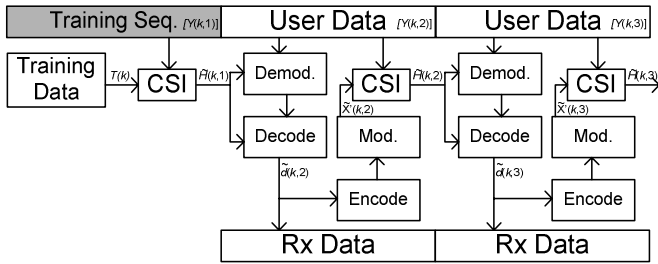 Training Seq. [Y(k,1)] User Data [Y(k,2)] User Data [Y(k,3)]
Training Data
T(k)
CSI
H̃(k,1)
Demod.
CSI
H̃(k,2)
Demod.
CSI
H̃(k,3)
X̃'(k,2)
X̃'(k,3)
Decode
Mod.
Decode
Mod.
d̃(k,2)
Encode
d̃(k,3)
Encode
Rx Data
Rx Data